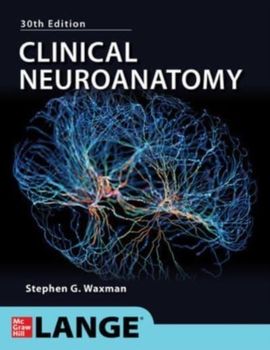 30th Edition
CLINICAL
NEUROANATOMY
Stephen G. Waxman
Mc
Graw
Hill
LANGE®